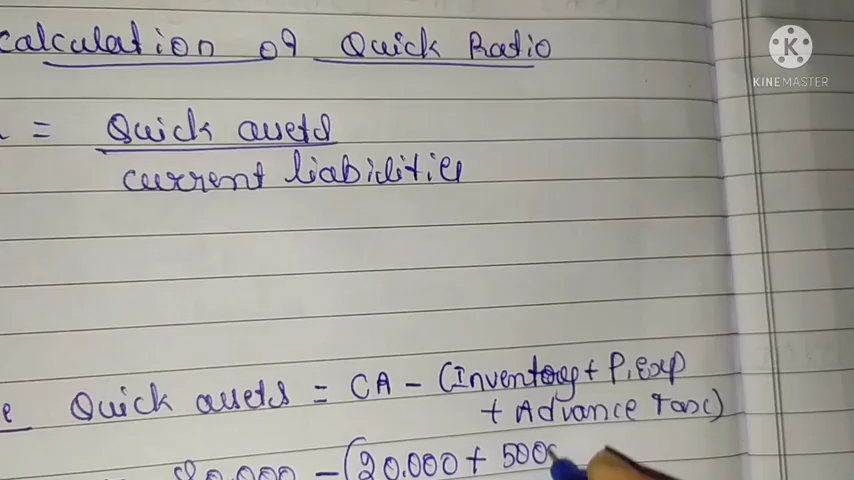 calculation of Quick Ratio
KINEMASTER
= Quick assets
current liabilities
Quick assets = CA - (Inventory + P. Exp
+ Advance Tax)
20.000 + 500